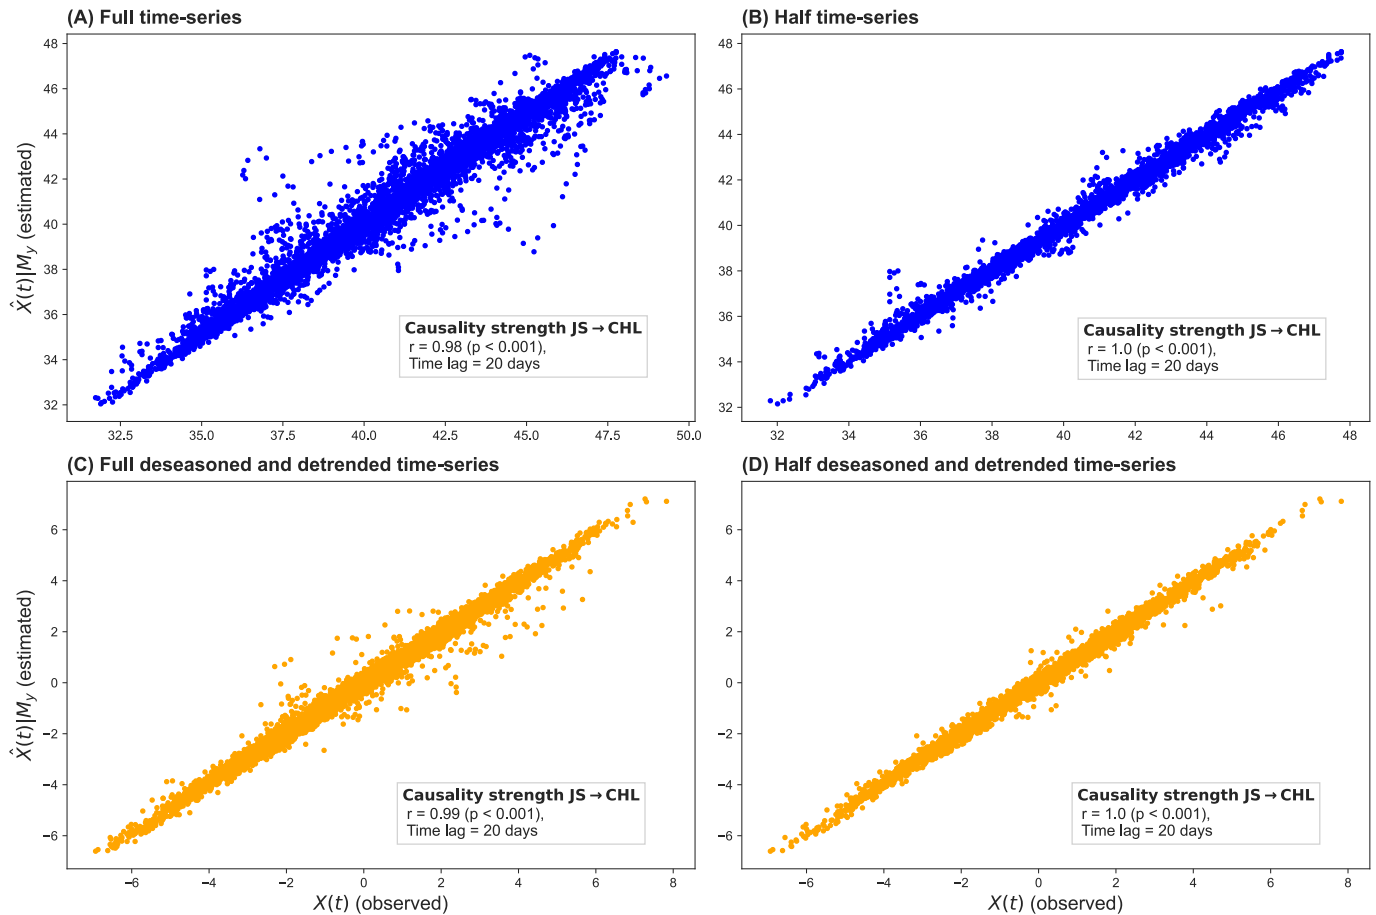 (A) Full time-series
48
46
44
42
40
38
36
34
32
X̂(t)|M_y (estimated)
Causality strength JS → CHL
r = 0.98 (p < 0.001),
Time lag = 20 days
32.5 35.0 37.5 40.0 42.5 45.0 47.5 50.0
(B) Half time-series
48
46
44
42
40
38
36
34
32
Causality strength JS → CHL
r = 1.0 (p < 0.001),
Time lag = 20 days
32 34 36 38 40 42 44 46 48
(C) Full deseasoned and detrended time-series
6
4
2
0
−2
−4
−6
X̂(t)|M_y (estimated)
Causality strength JS → CHL
r = 0.99 (p < 0.001),
Time lag = 20 days
−6 −4 −2 0 2 4 6 8
X(t) (observed)
(D) Half deseasoned and detrended time-series
6
4
2
0
−2
−4
−6
Causality strength JS → CHL
r = 1.0 (p < 0.001),
Time lag = 20 days
−6 −4 −2 0 2 4 6 8
X(t) (observed)